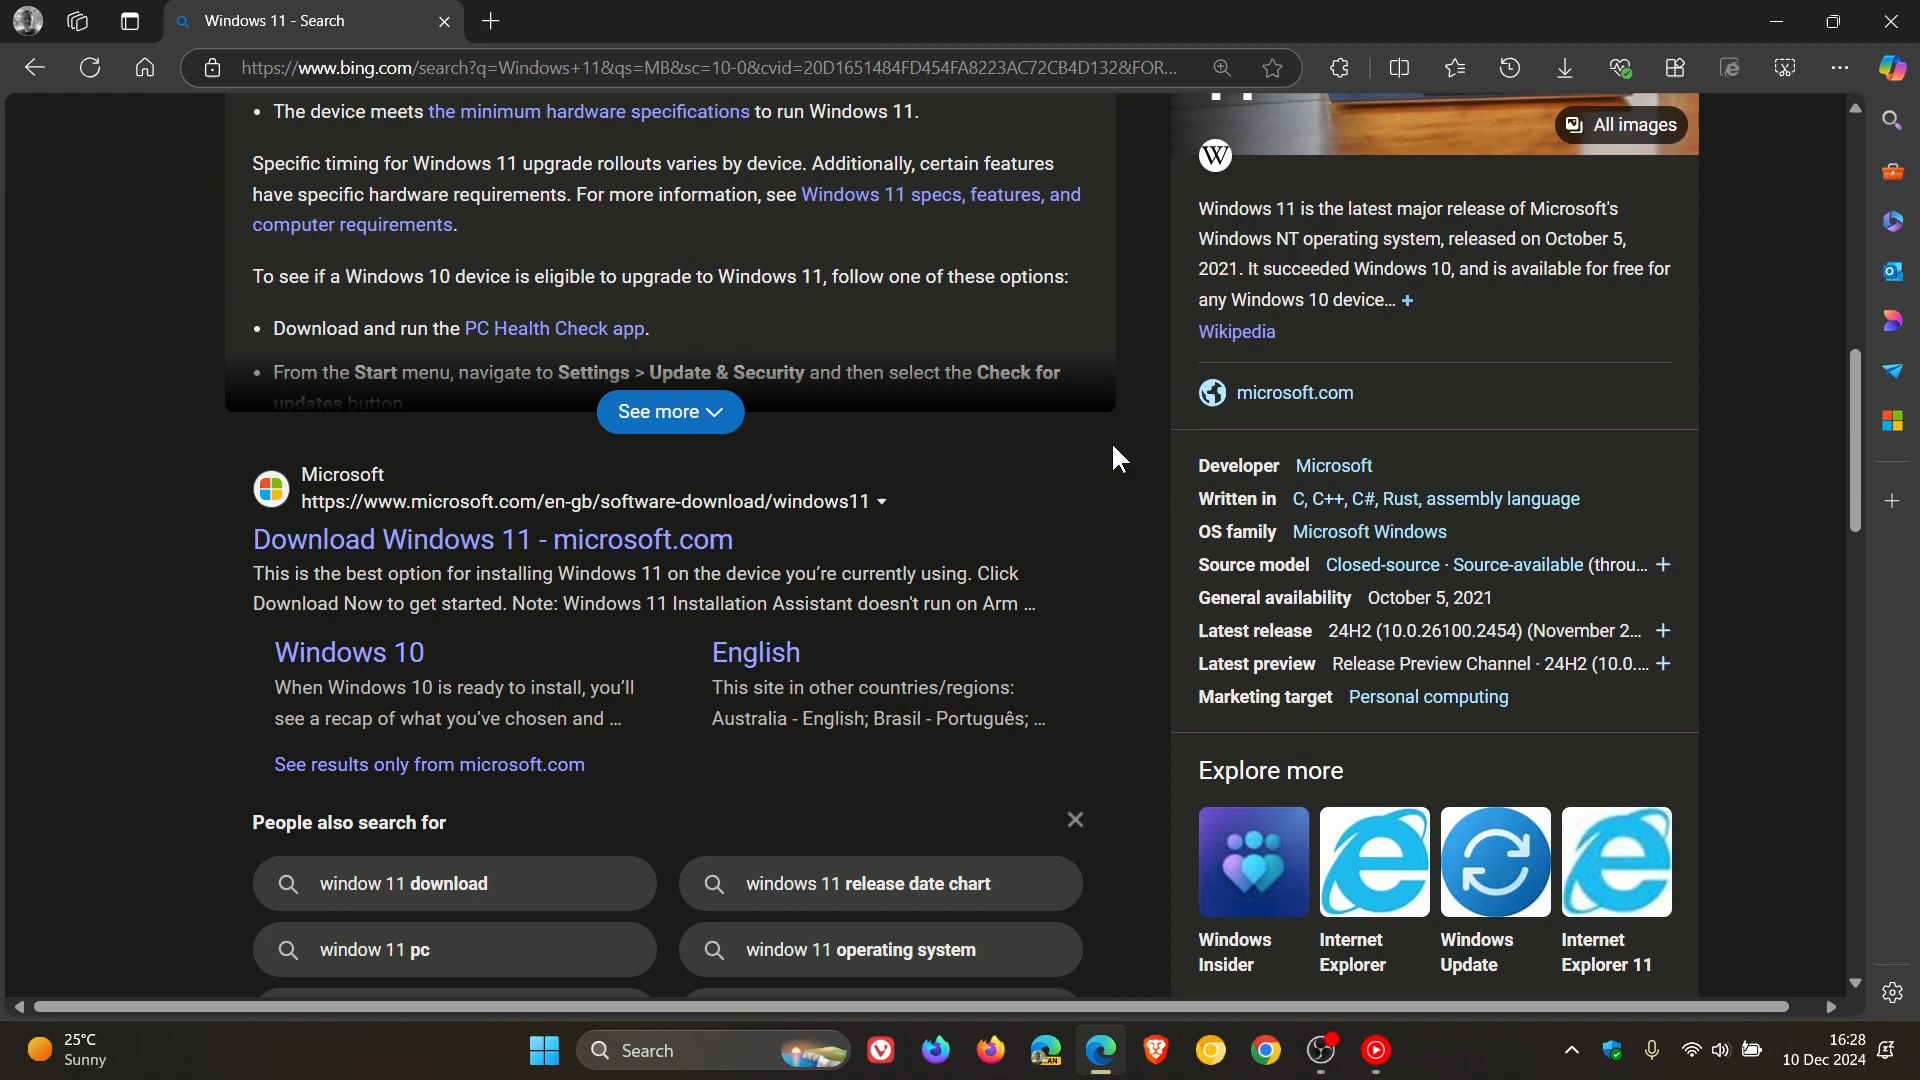 Windows 11 - Search
https://www.bing.com/search?q=Windows+11&qs=MB&sc=10-0&cvid=20D1651484FD454FA8223AC72CB4D132&FOR...
• The device meets the minimum hardware specifications to run Windows 11.
Specific timing for Windows 11 upgrade rollouts varies by device. Additionally, certain features
have specific hardware requirements. For more information, see Windows 11 specs, features, and
computer requirements.
To see if a Windows 10 device is eligible to upgrade to Windows 11, follow one of these options:
• Download and run the PC Health Check app.
• From the Start menu, navigate to Settings > Update & Security and then select the Check for
updates button.
See more
Microsoft
https://www.microsoft.com/en-gb/software-download/windows11
Download Windows 11 - microsoft.com
This is the best option for installing Windows 11 on the device you're currently using. Click
Download Now to get started. Note: Windows 11 Installation Assistant doesn't run on Arm ...
Windows 10
When Windows 10 is ready to install, you'll
see a recap of what you've chosen and ...
English
This site in other countries/regions:
Australia - English; Brasil - Português; ...
See results only from microsoft.com
People also search for
window 11 download
windows 11 release date chart
window 11 pc
window 11 operating system
All images
W
Windows 11 is the latest major release of Microsoft's
Windows NT operating system, released on October 5,
2021. It succeeded Windows 10, and is available for free for
any Windows 10 device... +
Wikipedia
microsoft.com
Developer Microsoft
Written in C, C++, C#, Rust, assembly language
OS family Microsoft Windows
Source model Closed-source · Source-available (throu... +
General availability October 5, 2021
Latest release 24H2 (10.0.26100.2454) (November 2... +
Latest preview Release Preview Channel · 24H2 (10.0.... +
Marketing target Personal computing
Explore more
Windows
Insider
Internet
Explorer
Windows
Update
Internet
Explorer 11
25°C
Sunny
Search
CAN
16:28
10 Dec 2024